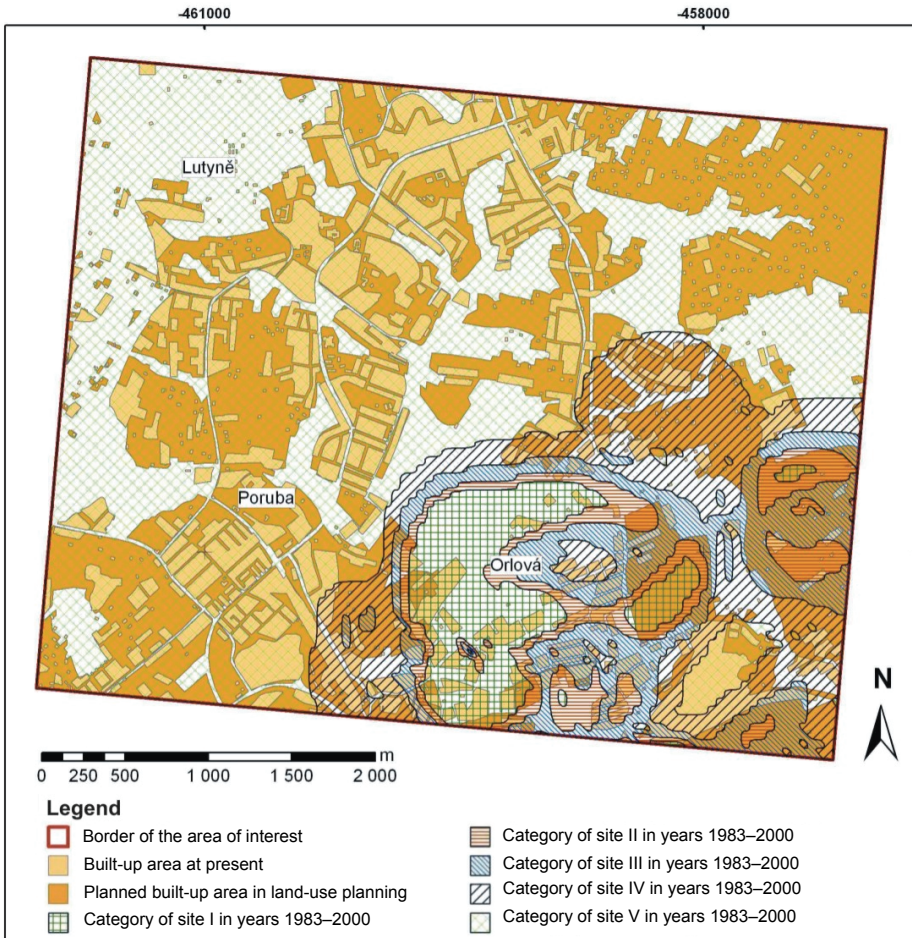 -461000
-458000
Lutyně
Poruba
Orlová
N
m
0 250 500 1 000 1 500 2 000
Legend
Border of the area of interest
Built-up area at present
Planned built-up area in land-use planning
Category of site I in years 1983–2000
Category of site II in years 1983–2000
Category of site III in years 1983–2000
Category of site IV in years 1983–2000
Category of site V in years 1983–2000